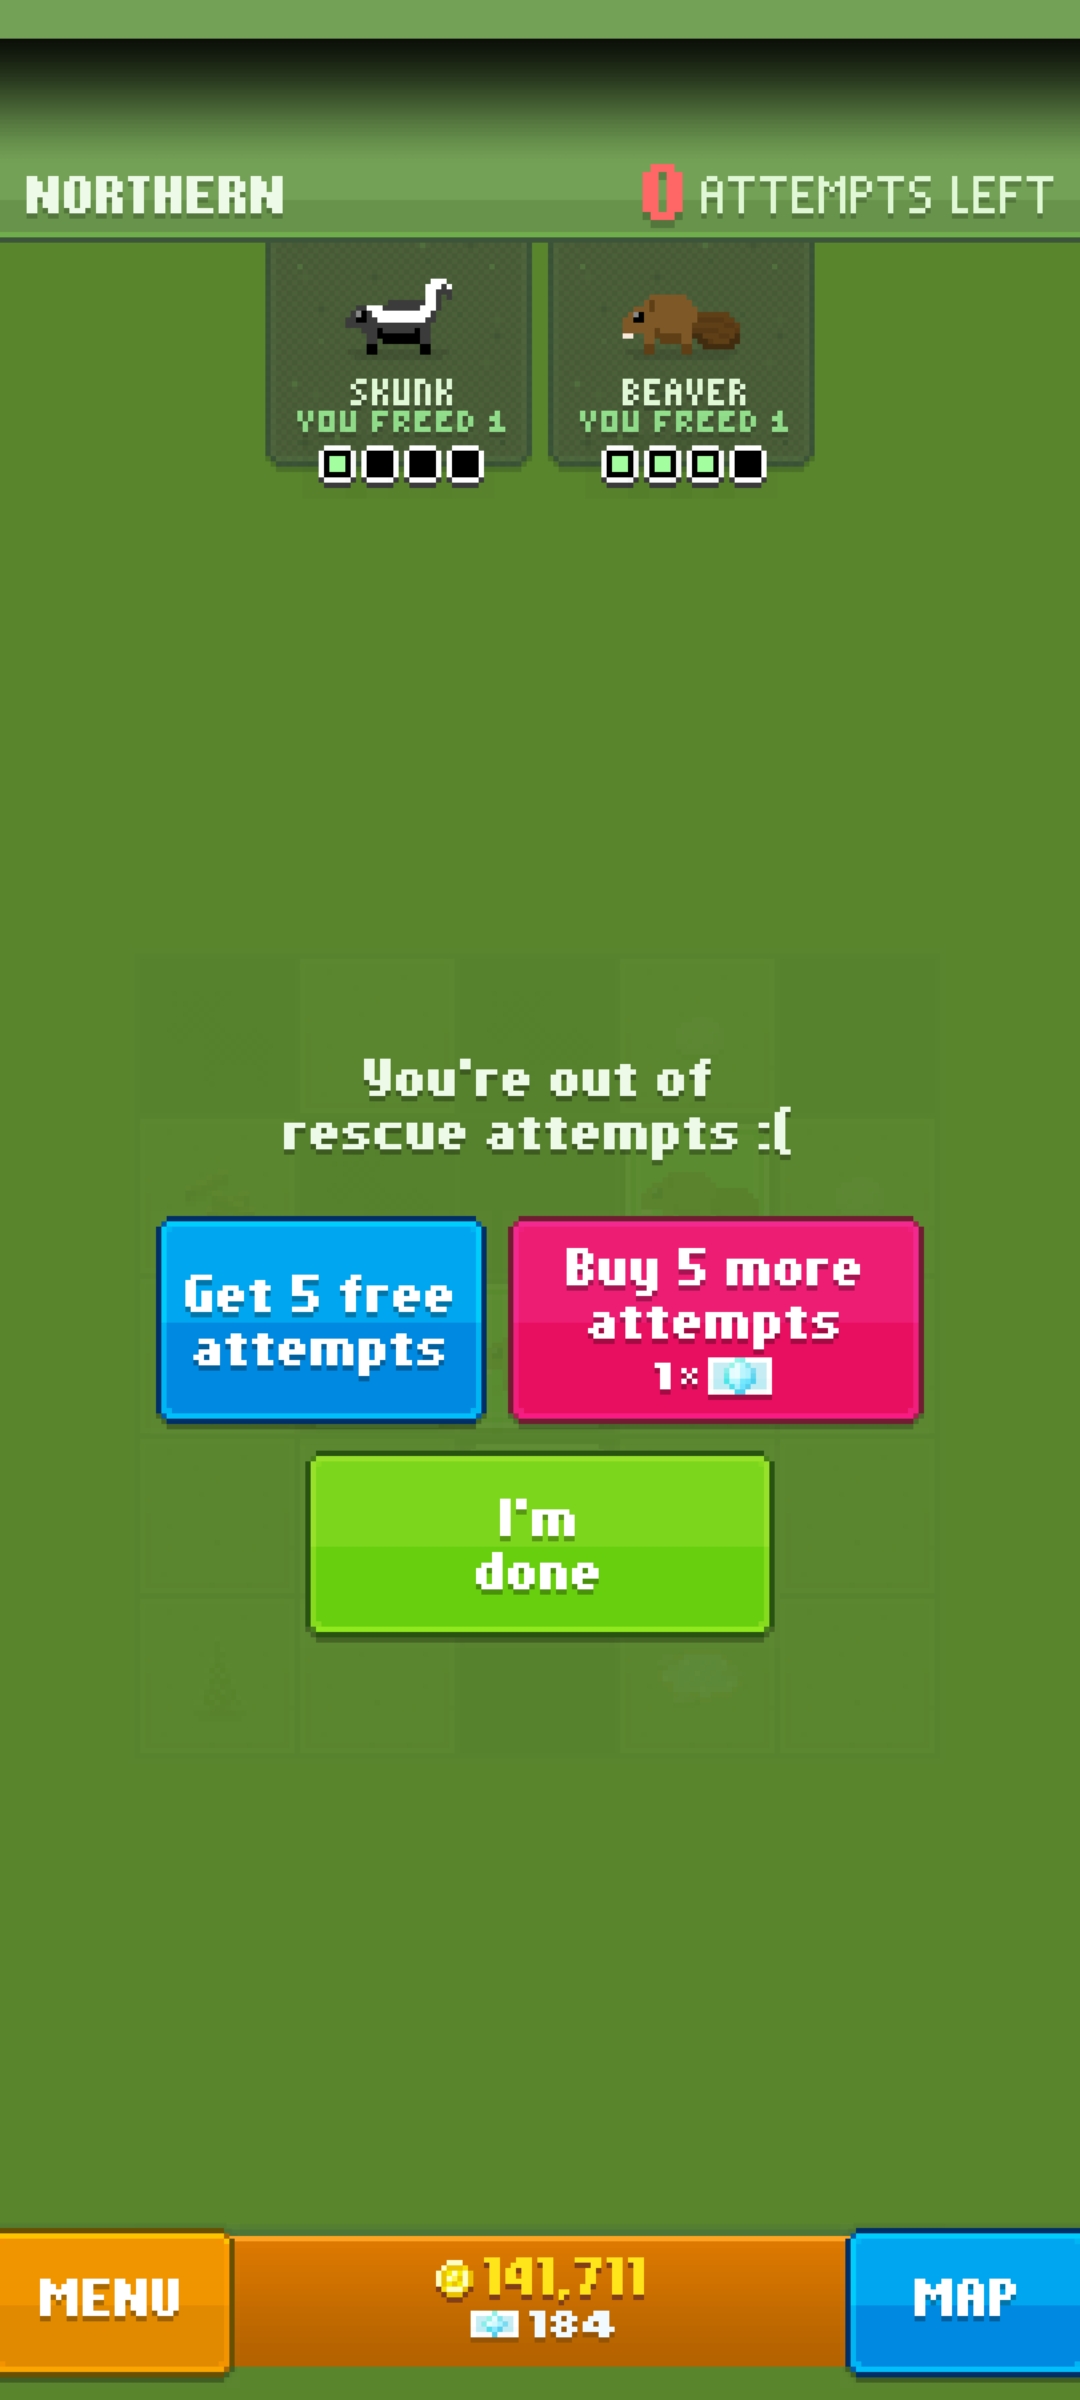 NORTHERN
0 ATTEMPTS LEFT
SKUNK
YOU FREED 1
BEAVER
YOU FREED 1
You're out of
rescue attempts :(
Get 5 free
attempts
Buy 5 more
attempts
1×
I'm
done
MENU
141,711
184
MAP